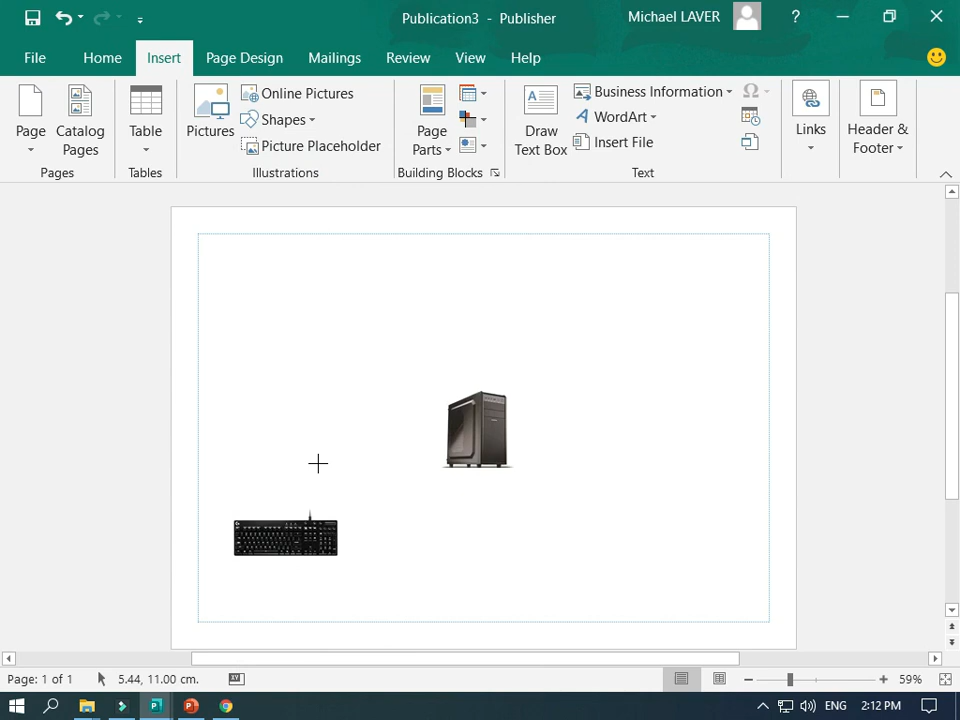 Publication3 - Publisher
Michael LAVER
?
File Home Insert Page Design Mailings Review View Help
Page
Catalog
Pages
Table
Pictures
Online Pictures
Shapes
Picture Placeholder
Page
Parts
Draw
Text Box
Business Information
WordArt
Insert File
Links
Header &
Footer
Pages
Tables
Illustrations
Building Blocks
Text
Page: 1 of 1
5.44, 11.00 cm.
59%
ENG
2:12 PM